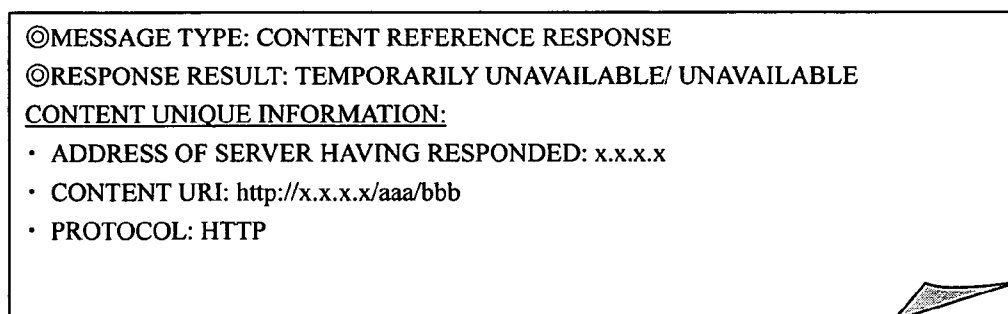 ◎MESSAGE TYPE: CONTENT REFERENCE RESPONSE
◎RESPONSE RESULT: TEMPORARILY UNAVAILABLE/ UNAVAILABLE
CONTENT UNIQUE INFORMATION:
・ ADDRESS OF SERVER HAVING RESPONDED: x.x.x.x
・ CONTENT URI: http://x.x.x.x/aaa/bbb
・ PROTOCOL: HTTP